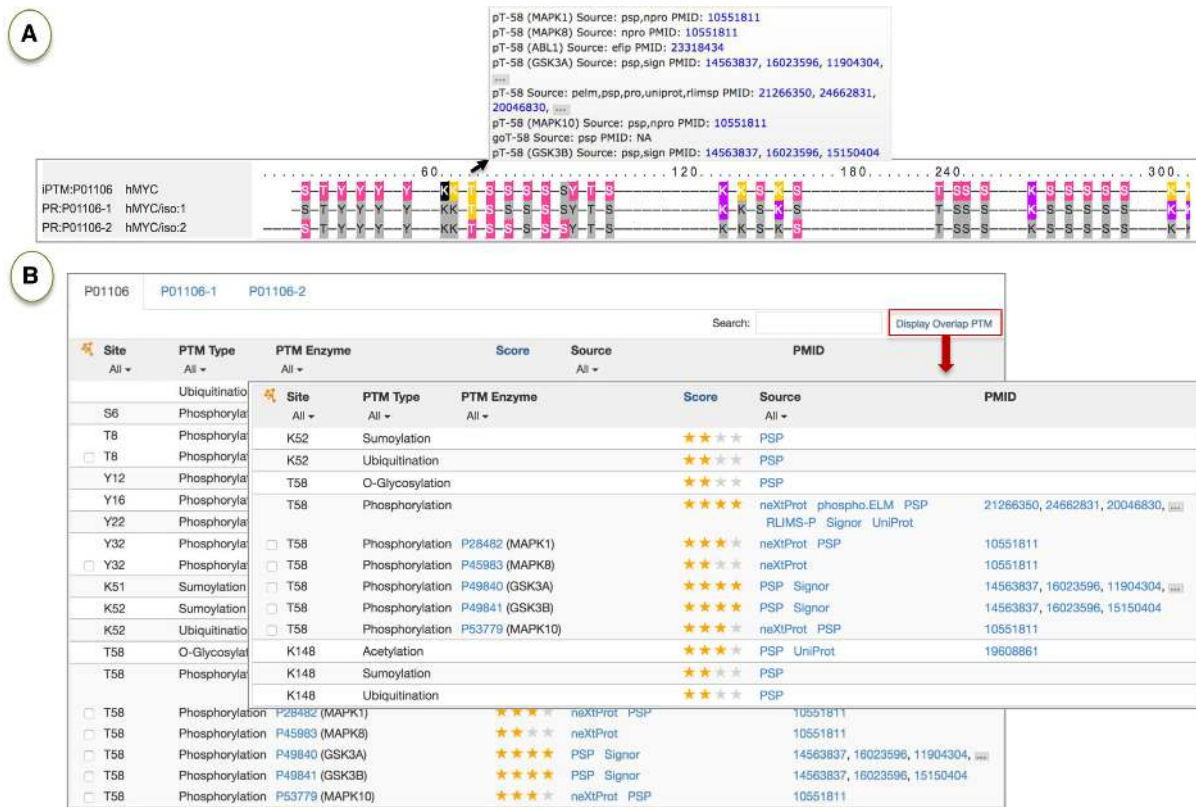 A
pT-58 (MAPK1) Source: psp,npro PMID: 10551811
pT-58 (MAPK8) Source: npro PMID: 10551811
pT-58 (ABL1) Source: efip PMID: 23318434
pT-58 (GSK3A) Source: psp,sign PMID: 14563837, 16023596, 11904304,
...
pT-58 Source: pelm,psp,pro,uniprot,rlimsp PMID: 21266350, 24662831,
20046830, ...
pT-58 (MAPK10) Source: psp,npro PMID: 10551811
goT-58 Source: psp PMID: NA
pT-58 (GSK3B) Source: psp,sign PMID: 14563837, 16023596, 15150404
60 120 180 240 300
iPTM:P01106 hMYC S T Y Y Y Y K K T S S S S S Y T S K K S K S T S S S K S S S S S K
PR:P01106-1 hMYC/iso:1 S T Y Y Y Y K K T S S S S S Y T S K K S K S T S S S K S S S S S K
PR:P01106-2 hMYC/iso:2 S T Y Y Y Y K K T S S S S S Y T S K K S K S T S S S K S S S S S K
B
P01106 P01106-1 P01106-2
Search: Display Overlap PTM
Site PTM Type PTM Enzyme Score Source PMID
All All All All
Ubiquitinatio
S6 Phosphoryla
T8 Phosphoryla
T8 Phosphoryla
Y12 Phosphoryla
Y16 Phosphoryla
Y22 Phosphoryla
Y32 Phosphoryla
Y32 Phosphoryla
K51 Sumoylation
K52 Sumoylation
K52 Ubiquitinatio
T58 O-Glycosylat
T58 Phosphoryla
Site PTM Type PTM Enzyme Score Source PMID
All All All All
K52 Sumoylation PSP
K52 Ubiquitination PSP
T58 O-Glycosylation PSP
T58 Phosphorylation neXtProt phospho.ELM PSP 21266350, 24662831, 20046830, ...
RLIMS-P Signor UniProt
T58 Phosphorylation P28482 (MAPK1) neXtProt PSP 10551811
T58 Phosphorylation P45983 (MAPK8) neXtProt 10551811
T58 Phosphorylation P49840 (GSK3A) PSP Signor 14563837, 16023596, 11904304, ...
T58 Phosphorylation P49841 (GSK3B) PSP Signor 14563837, 16023596, 15150404
T58 Phosphorylation P53779 (MAPK10) neXtProt PSP 10551811
K148 Acetylation PSP UniProt 19608861
K148 Sumoylation PSP
K148 Ubiquitination PSP
T58 Phosphorylation P28482 (MAPK1) neXtProt PSP 10551811
T58 Phosphorylation P45983 (MAPK8) neXtProt 10551811
T58 Phosphorylation P49840 (GSK3A) PSP Signor 14563837, 16023596, 11904304, ...
T58 Phosphorylation P49841 (GSK3B) PSP Signor 14563837, 16023596, 15150404
T58 Phosphorylation P53779 (MAPK10) neXtProt PSP 10551811